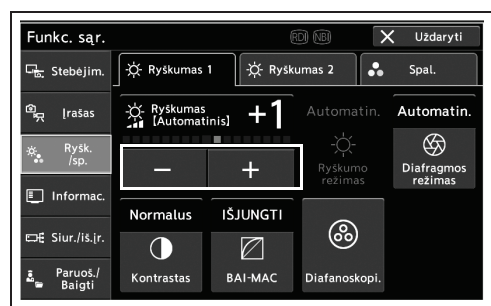 Funkc. sąr.
RDI NBI
Uždaryti
Stebėjim.
Įrašas
Ryšk.
/sp.
Informac.
Siur./iš.įr.
Paruoš./
Baigti
Ryškumas 1
Ryškumas 2
Spal.
Ryškumas
[Automatinis]
+1
−
+
Automatin.
Ryškumo
režimas
Automatin.
Diafragmos
režimas
Normalus
Kontrastas
IŠJUNGTI
BAI-MAC
Diafanoskopi.